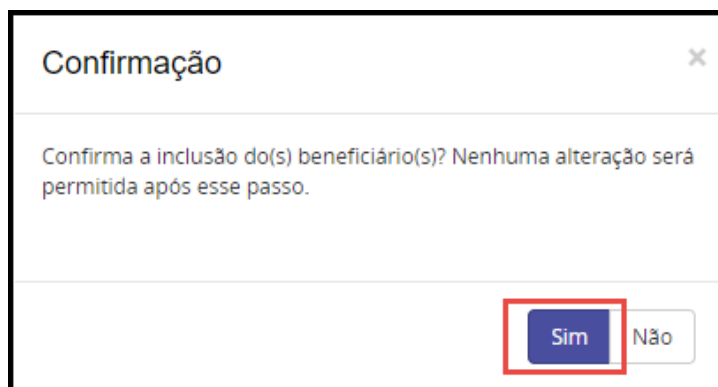 Confirmação
×
Confirma a inclusão do(s) beneficiário(s)? Nenhuma alteração será
permitida após esse passo.
Sim Não